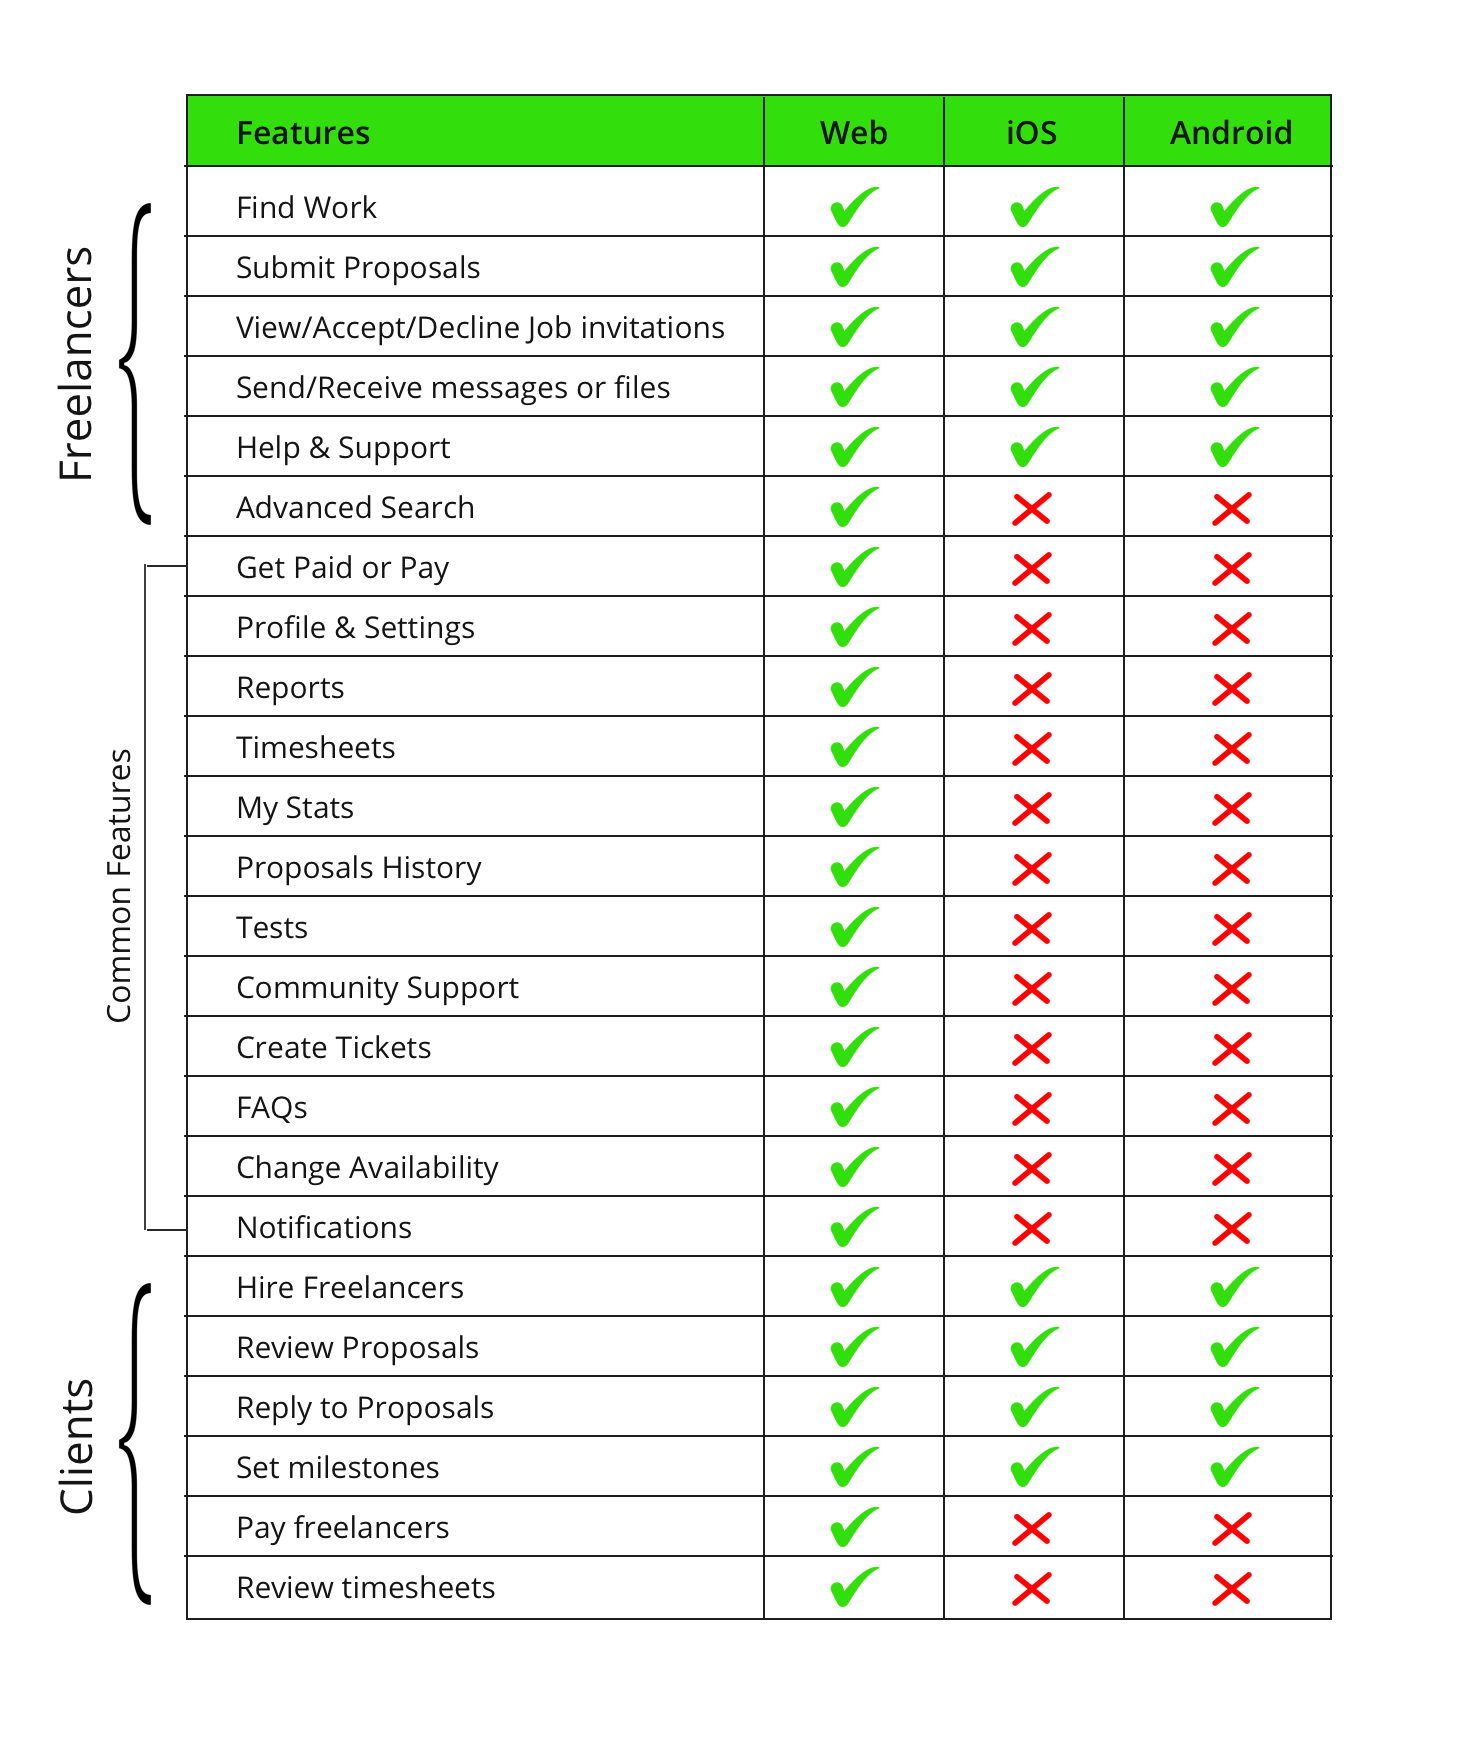 Features Web iOS Android
Freelancers
Find Work
Submit Proposals
View/Accept/Decline Job invitations
Send/Receive messages or files
Help & Support
Advanced Search
Common Features
Get Paid or Pay
Profile & Settings
Reports
Timesheets
My Stats
Proposals History
Tests
Community Support
Create Tickets
FAQs
Change Availability
Notifications
Clients
Hire Freelancers
Review Proposals
Reply to Proposals
Set milestones
Pay freelancers
Review timesheets